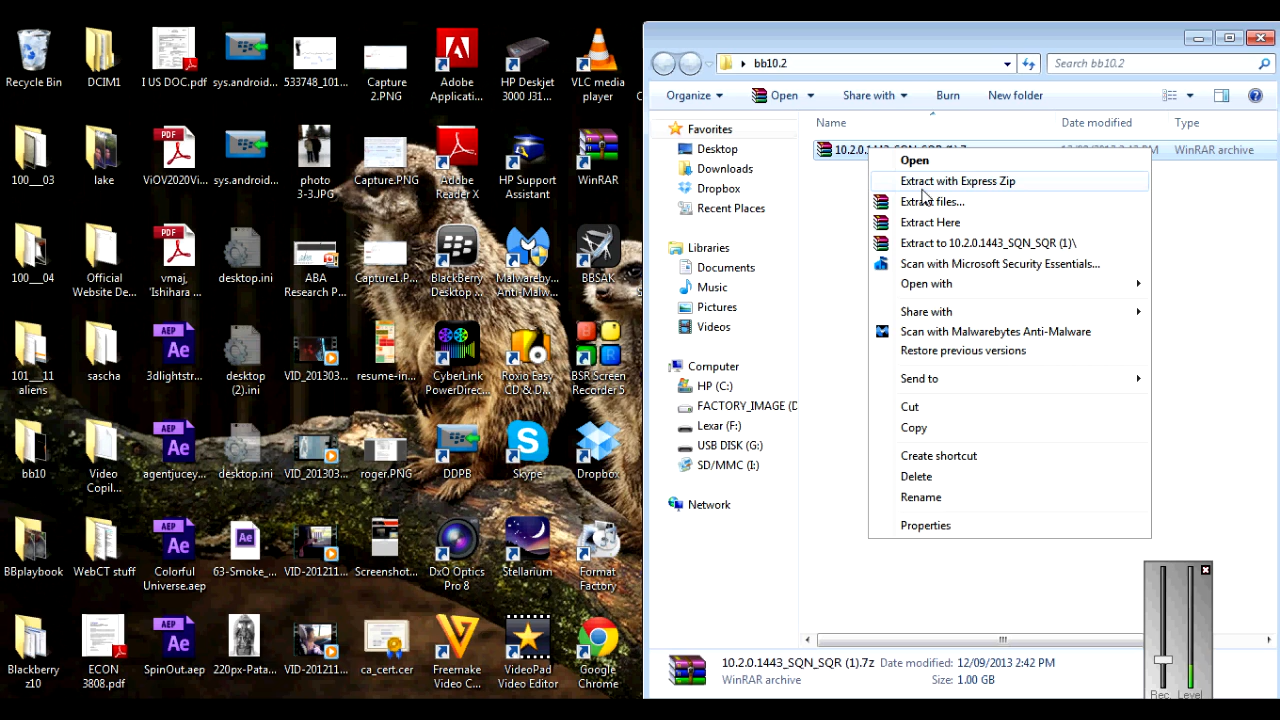 Recycle Bin
DCIM1
I US DOC.pdf
sys.android...
533748_101...
Capture
2.PNG
Adobe
Applicati...
HP Deskjet
3000 J31...
VLC media
player
100___03
lake
ViOV2020Vi...
sys.android...
photo
3-3.JPG
Capture.PNG
Adobe
Reader X
HP Support
Assistant
WinRAR
100___04
Official
Website De...
vmaj,
'Ishihara ...
desktop.ini
ABA
Research P...
Capture1.P...
BlackBerry
Desktop ...
Malwareby...
Anti-Malw...
BBSAK
101___11
aliens
sascha
3dlightstr...
desktop
(2).ini
VID_201303...
resume-in...
CyberLink
PowerDirec...
Roxio Easy
CD & D...
BSR Screen
Recorder 5
bb10
Video
Copil...
agentjucey...
desktop.ini
VID_201303...
roger.PNG
DDPB
Skype
Dropbox
BBplaybook
WebCT stuff
Colorful
Universe.aep
63-Smoke_...
VID-201211...
Screenshot...
DxO Optics
Pro 8
Stellarium
Format
Factory
Blackberry
z10
ECON
3808.pdf
SpinOut.aep
220px-Pata...
VID-201211...
ca_cert.cer
Freemake
Video C...
VideoPad
Video Editor
Google
Chrome
bb10.2
Search bb10.2
Organize
Open
Share with
Burn
New folder
Name
Date modified
Type
WinRAR archive
Favorites
Desktop
Downloads
Dropbox
Recent Places
Libraries
Documents
Music
Pictures
Videos
Computer
HP (C:)
FACTORY_IMAGE (D
Lexar (F:)
USB DISK (G:)
SD/MMC (I:)
Network
Open
Extract with Express Zip
Extract files...
Extract Here
Extract to 10.2.0.1443_SQN_SQR (1)\
Scan with Microsoft Security Essentials...
Open with
Share with
Scan with Malwarebytes Anti-Malware
Restore previous versions
Send to
Cut
Copy
Create shortcut
Delete
Rename
Properties
10.2.0.1443_SQN_SQR (1).7z Date modified: 12/09/2013 2:42 PM
WinRAR archive Size: 1.00 GB
Rec. Level